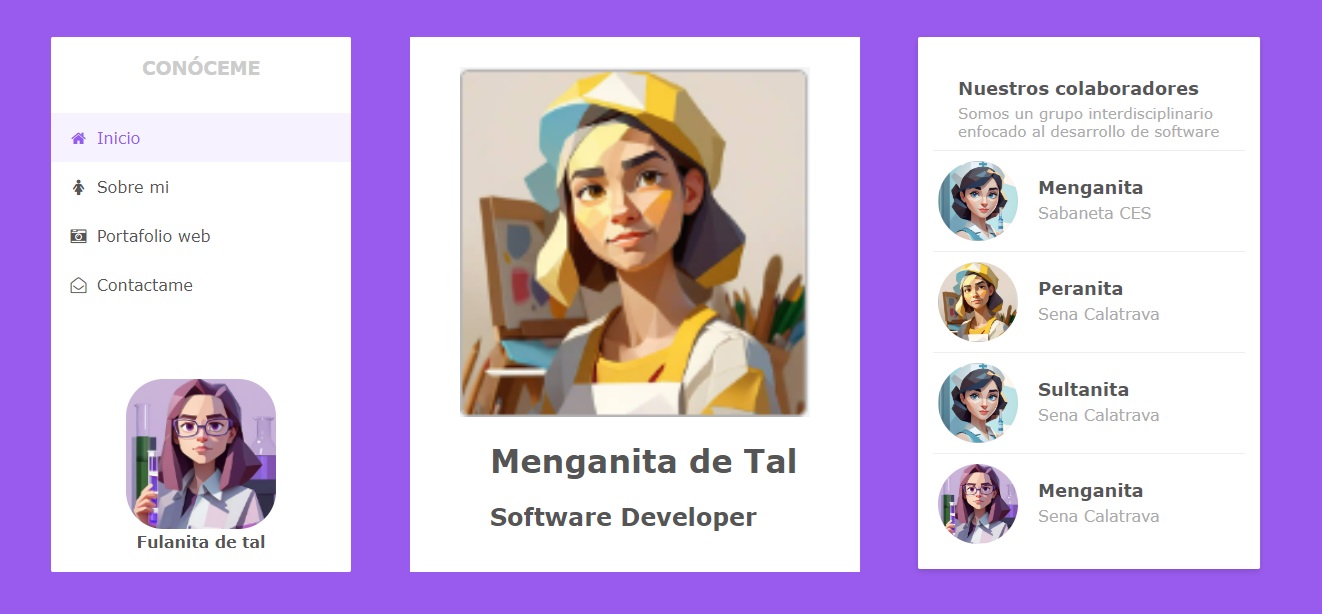 CONÓCEME
Inicio
Sobre mi
Portafolio web
Contactame
Fulanita de tal
Menganita de Tal
Software Developer
Nuestros colaboradores
Somos un grupo interdisciplinario
enfocado al desarrollo de software
Menganita
Sabaneta CES
Peranita
Sena Calatrava
Sultanita
Sena Calatrava
Menganita
Sena Calatrava